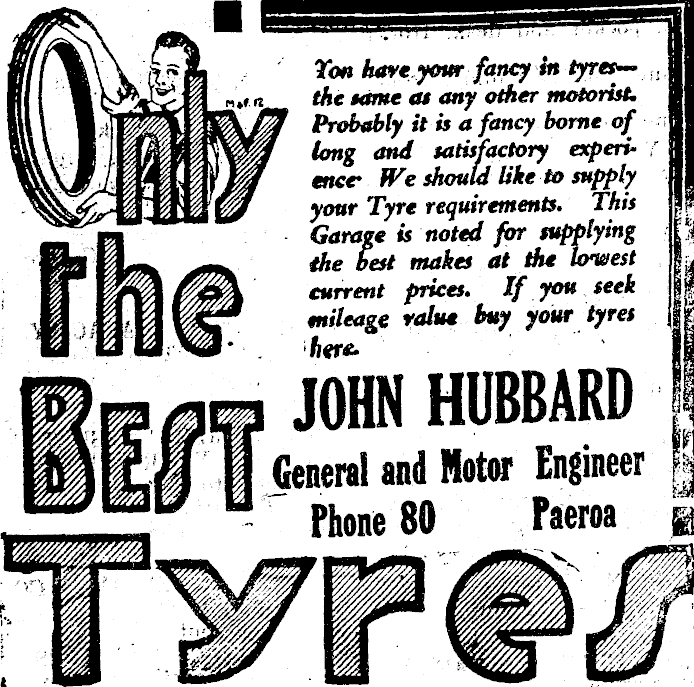 Only
the
BEST
Tyres
M.O.F. 12
You have your fancy in tyres—
the same as any other motorist.
Probably it is a fancy borne of
long and satisfactory experi-
ence. We should like to supply
your Tyre requirements. This
Garage is noted for supplying
the best makes at the lowest
current prices. If you seek
mileage value buy your tyres
here.
JOHN HUBBARD
General and Motor Engineer
Phone 80 Paeroa